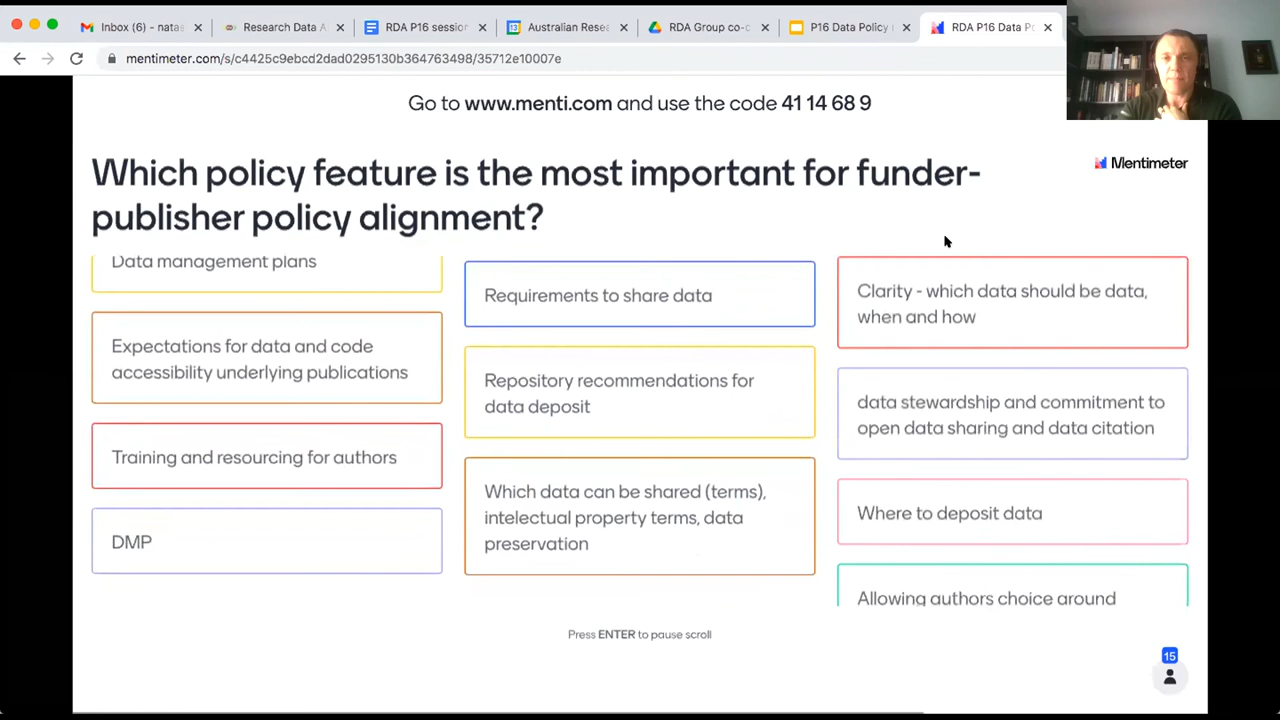 Inbox (6) - natas
Research Data A
RDA P16 session
Australian Resea
RDA Group co-c
P16 Data Policy
RDA P16 Data Po
mentimeter.com/s/c4425c9ebcd2dad0295130b364763498/35712e10007e
Go to www.menti.com and use the code 41 14 68 9
Which policy feature is the most important for funder-
publisher policy alignment?
Mentimeter
Data management plans
Expectations for data and code
accessibility underlying publications
Training and resourcing for authors
DMP
Requirements to share data
Repository recommendations for
data deposit
Which data can be shared (terms),
intelectual property terms, data
preservation
Clarity - which data should be data,
when and how
data stewardship and commitment to
open data sharing and data citation
Where to deposit data
Allowing authors choice around
Press ENTER to pause scroll
15